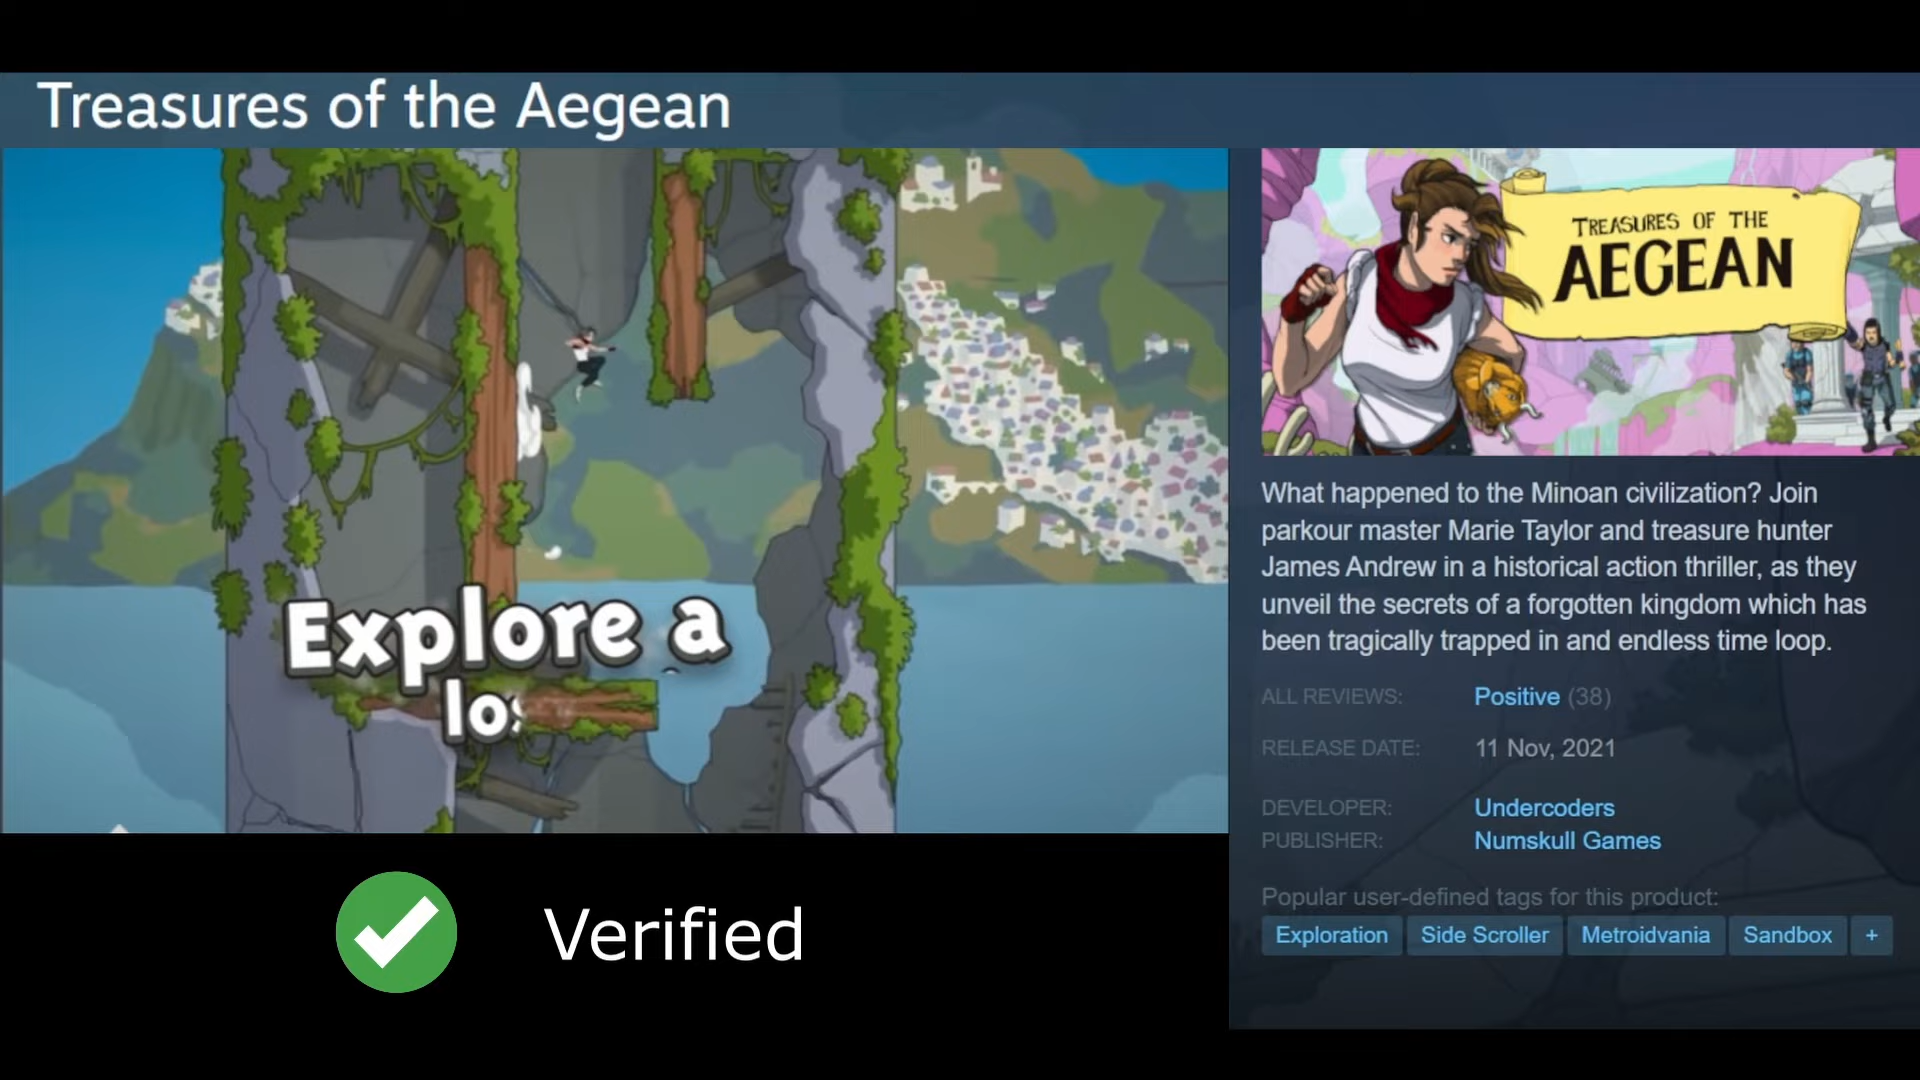 Treasures of the Aegean
Explore a
TREASURES OF THE
AEGEAN
What happened to the Minoan civilization? Join
parkour master Marie Taylor and treasure hunter
James Andrew in a historical action thriller, as they
unveil the secrets of a forgotten kingdom which has
been tragically trapped in and endless time loop.
ALL REVIEWS: Positive (38)
RELEASE DATE: 11 Nov, 2021
DEVELOPER: Undercoders
PUBLISHER: Numskull Games
Popular user-defined tags for this product:
Exploration Side Scroller Metroidvania Sandbox +
Verified